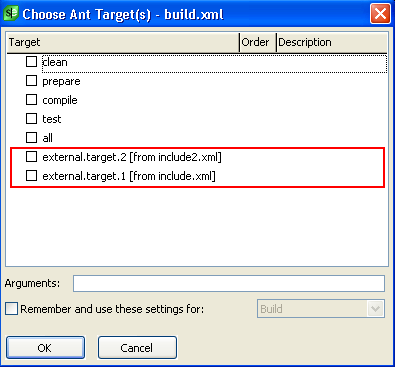 Choose Ant Target(s) - build.xml
Target Order Description
clean
prepare
compile
test
all
external.target.2 [from include2.xml]
external.target.1 [from include.xml]
Arguments:
Remember and use these settings for: Build
OK Cancel